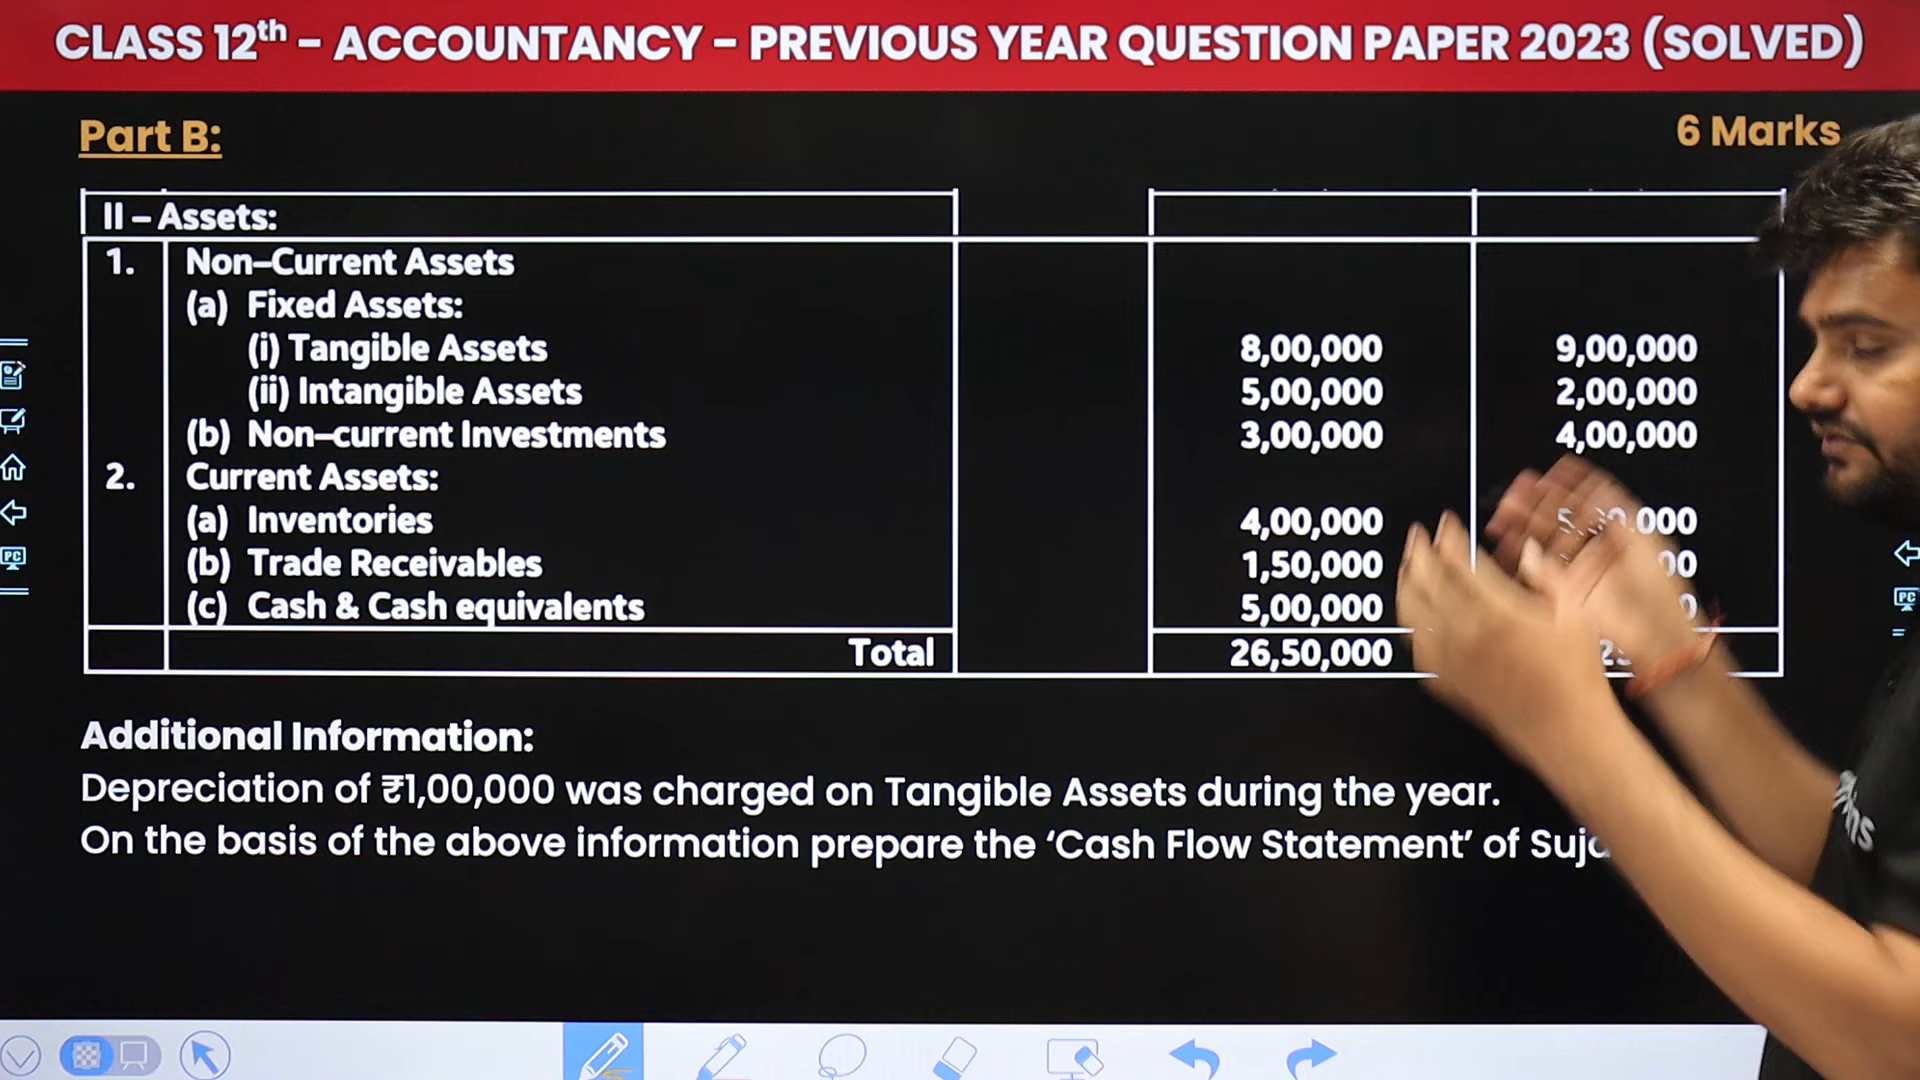 CLASS 12th – ACCOUNTANCY – PREVIOUS YEAR QUESTION PAPER 2023 (SOLVED)
Part B:
6 Marks
II – Assets:
1. Non–Current Assets
(a) Fixed Assets:
(i) Tangible Assets 8,00,000 9,00,000
(ii) Intangible Assets 5,00,000 2,00,000
(b) Non–current Investments 3,00,000 4,00,000
2. Current Assets:
(a) Inventories 4,00,000
(b) Trade Receivables 1,50,000
(c) Cash & Cash equivalents 5,00,000
Total 26,50,000
Additional Information:
Depreciation of ₹1,00,000 was charged on Tangible Assets during the year.
On the basis of the above information prepare the ‘Cash Flow Statement’ of
PC
PC